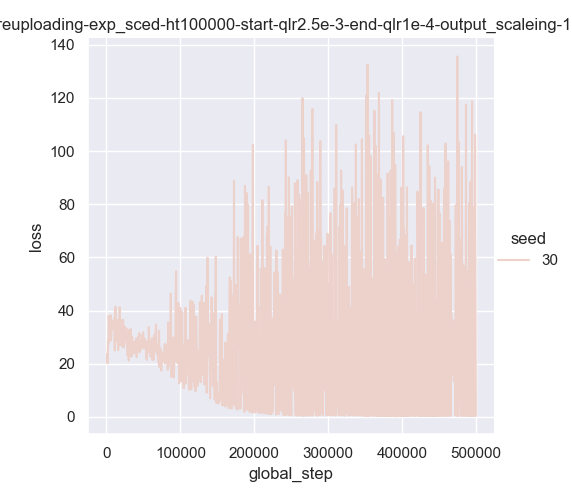 reuploading-exp_sced-ht100000-start-qlr2.5e-3-end-qlr1e-4-output_scaleing-1
140
120
100
80
60
40
20
0
loss
0 100000 200000 300000 400000 500000
global_step
seed
30